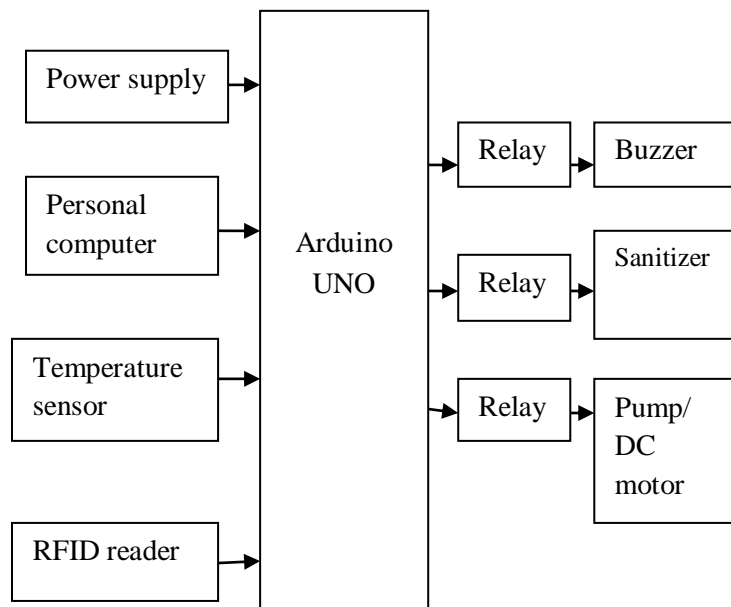 Power supply
Personal
computer
Temperature
sensor
RFID reader
Arduino
UNO
Relay
Buzzer
Relay
Sanitizer
Relay
Pump/
DC
motor